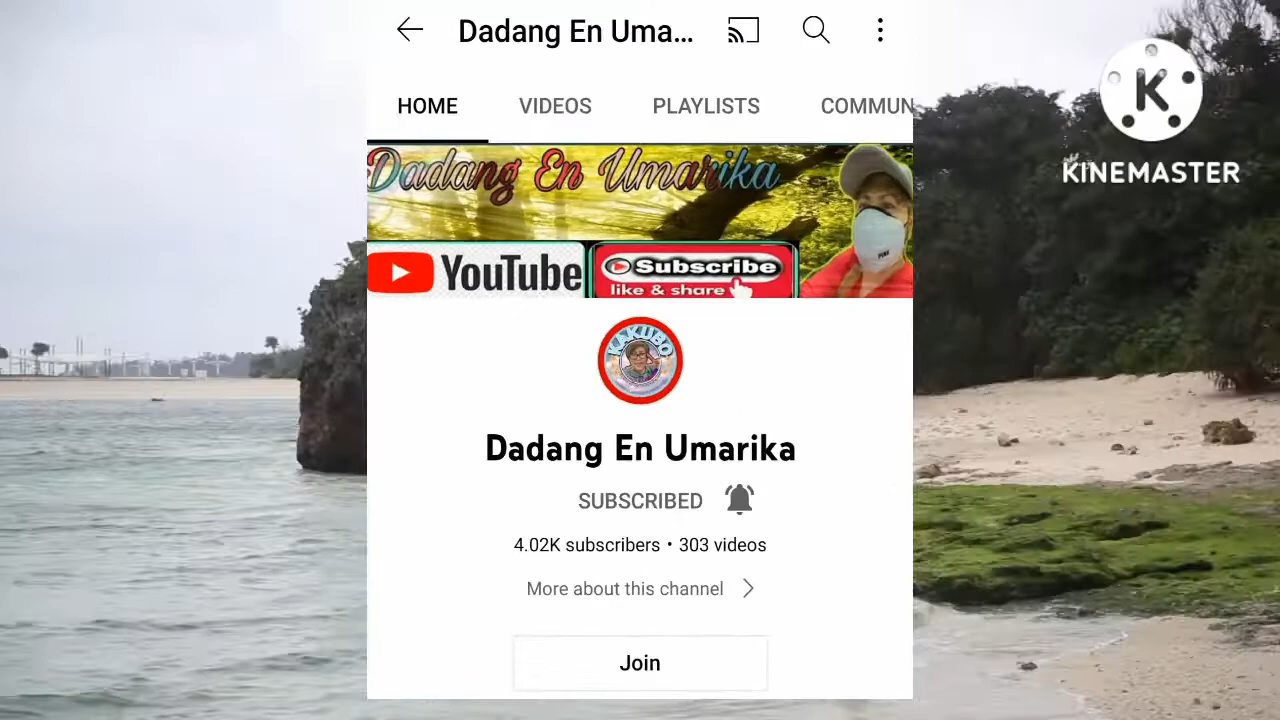 Dadang En Uma...
HOME VIDEOS PLAYLISTS COMMUN
Dadang En Umarika
YouTube
Subscribe
like & share
KAKUBO
Dadang En Umarika
SUBSCRIBED
4.02K subscribers • 303 videos
More about this channel
Join
K
KINEMASTER